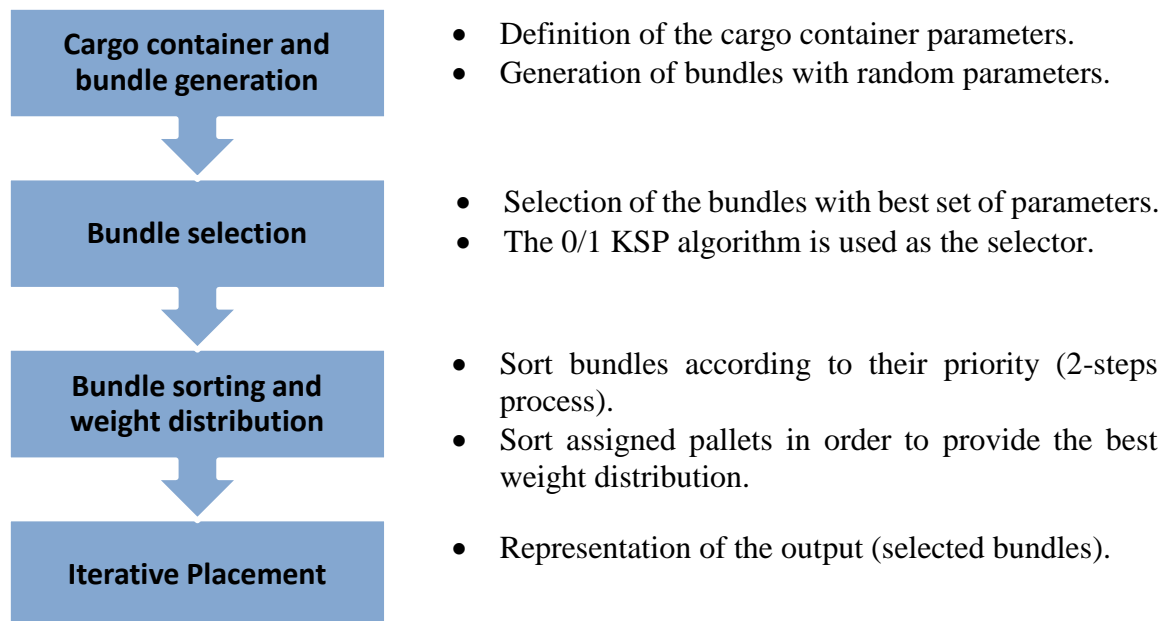 Cargo container and
bundle generation
• Definition of the cargo container parameters.
• Generation of bundles with random parameters.
Bundle selection
• Selection of the bundles with best set of parameters.
• The 0/1 KSP algorithm is used as the selector.
Bundle sorting and
weight distribution
• Sort bundles according to their priority (2-steps
process).
• Sort assigned pallets in order to provide the best
weight distribution.
Iterative Placement
• Representation of the output (selected bundles).